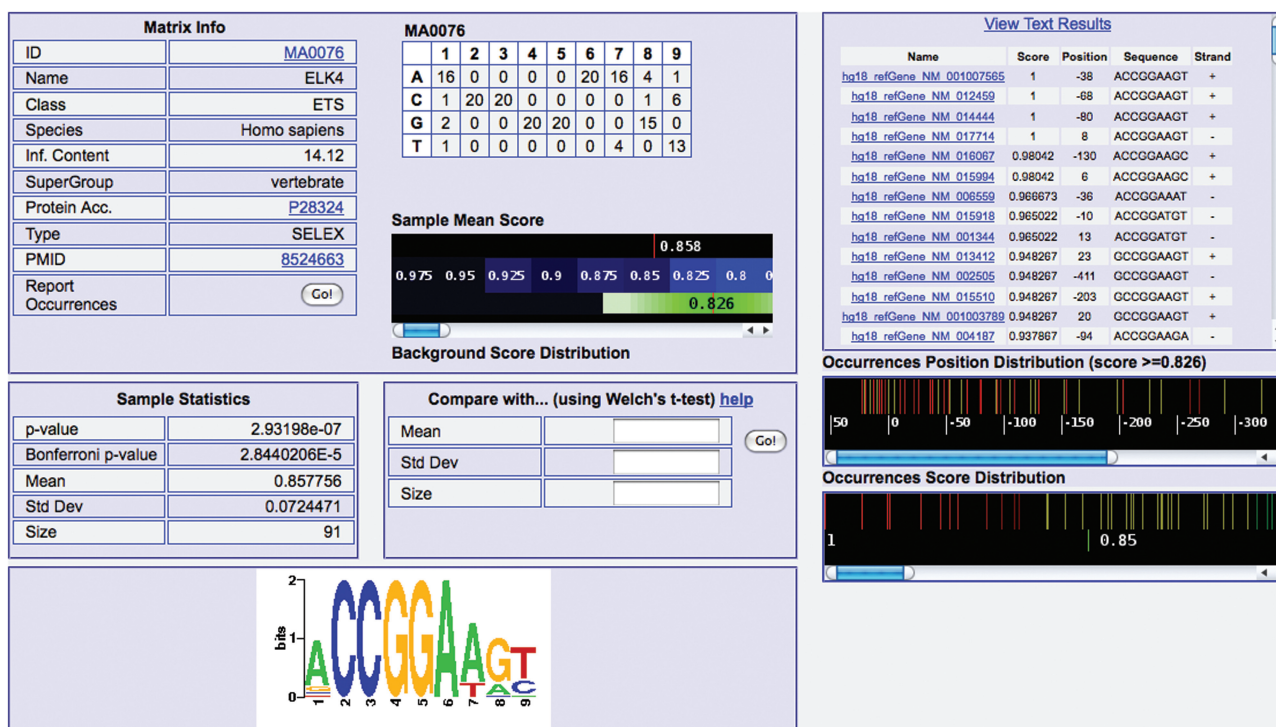 Matrix Info
ID MA0076
Name ELK4
Class ETS
Species Homo sapiens
Inf. Content 14.12
SuperGroup vertebrate
Protein Acc. P28324
Type SELEX
PMID 8524663
Report Occurrences Go!
MA0076
1 2 3 4 5 6 7 8 9
A 16 0 0 0 0 20 16 4 1
C 1 20 20 0 0 0 0 1 6
G 2 0 0 20 20 0 0 15 0
T 1 0 0 0 0 0 4 0 13
Sample Mean Score
0.858
0.975 0.95 0.925 0.9 0.875 0.85 0.825 0.8 0
0.826
Background Score Distribution
Sample Statistics
p-value 2.93198e-07
Bonferroni p-value 2.8440206E-5
Mean 0.857756
Std Dev 0.0724471
Size 91
Compare with... (using Welch's t-test) help
Mean
Go!
Std Dev
Size
2
bits
1
0
ACCGGAAGT
TAC
1 2 3 4 5 6 7 8 9
View Text Results
Name Score Position Sequence Strand
hg18_refGene_NM_001007565 1 -38 ACCGGAAGT +
hg18_refGene_NM_012459 1 -68 ACCGGAAGT +
hg18_refGene_NM_014444 1 -80 ACCGGAAGT +
hg18_refGene_NM_017714 1 8 ACCGGAAGT -
hg18_refGene_NM_016067 0.98042 -130 ACCGGAAGC +
hg18_refGene_NM_015994 0.98042 6 ACCGGAAGC +
hg18_refGene_NM_006559 0.966673 -36 ACCGGAAAT -
hg18_refGene_NM_015918 0.965022 -10 ACCGGATGT -
hg18_refGene_NM_001344 0.965022 13 ACCGGATGT -
hg18_refGene_NM_013412 0.948267 23 GCCGGAAGT +
hg18_refGene_NM_002505 0.948267 -411 GCCGGAAGT -
hg18_refGene_NM_015510 0.948267 -203 GCCGGAAGT +
hg18_refGene_NM_001003789 0.948267 20 GCCGGAAGT +
hg18_refGene_NM_004187 0.937867 -94 ACCGGAAGA -
Occurrences Position Distribution (score >=0.826)
50 0 -50 -100 -150 -200 -250 -300
Occurrences Score Distribution
1 0.85